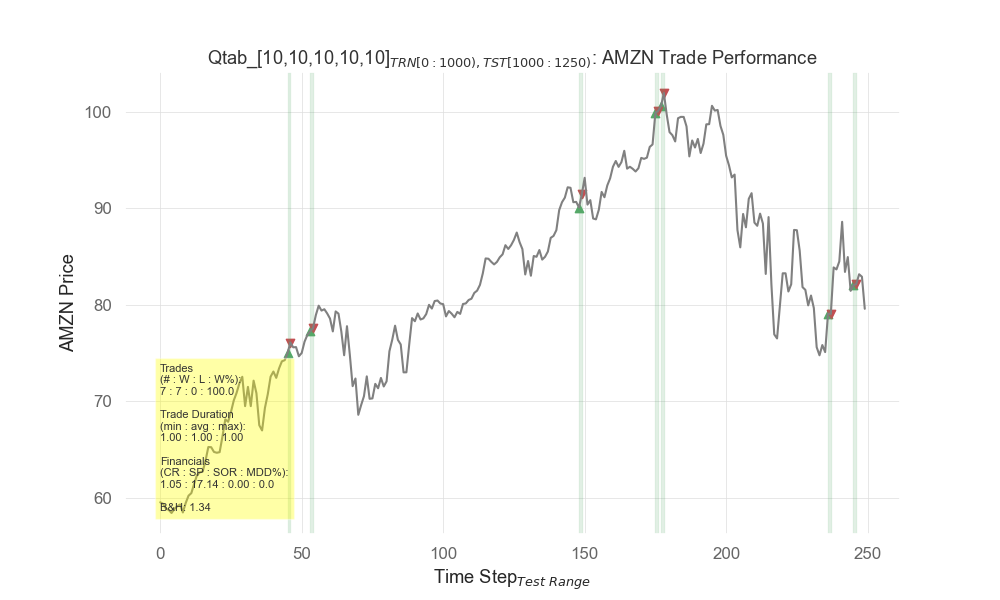 Qtab_[10,10,10,10,10]TRN[0:1000),TST[1000:1250): AMZN Trade Performance
100
90
80
70
60
AMZN Price
Trades
(# : W : L : W%):
7 : 7 : 0 : 100.0
Trade Duration
(min : avg : max):
1.00 : 1.00 : 1.00
Financials
(CR : SP : SOR : MDD%):
1.05 : 17.14 : 0.00 : 0.0
B&H: 1.34
0 50 100 150 200 250
Time StepTest Range